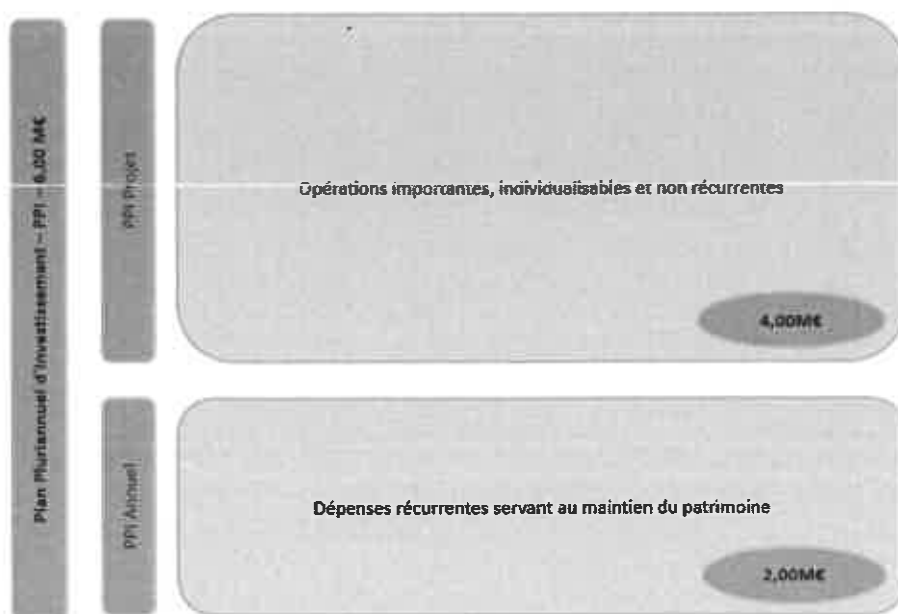 Plan Pluriannuel d'Investissement – PPI – 6,00 M€
PPI Projet
Opérations importantes, individualisables et non récurrentes
4,00M€
PPI Annuel
Dépenses récurrentes servant au maintien du patrimoine
2,00M€